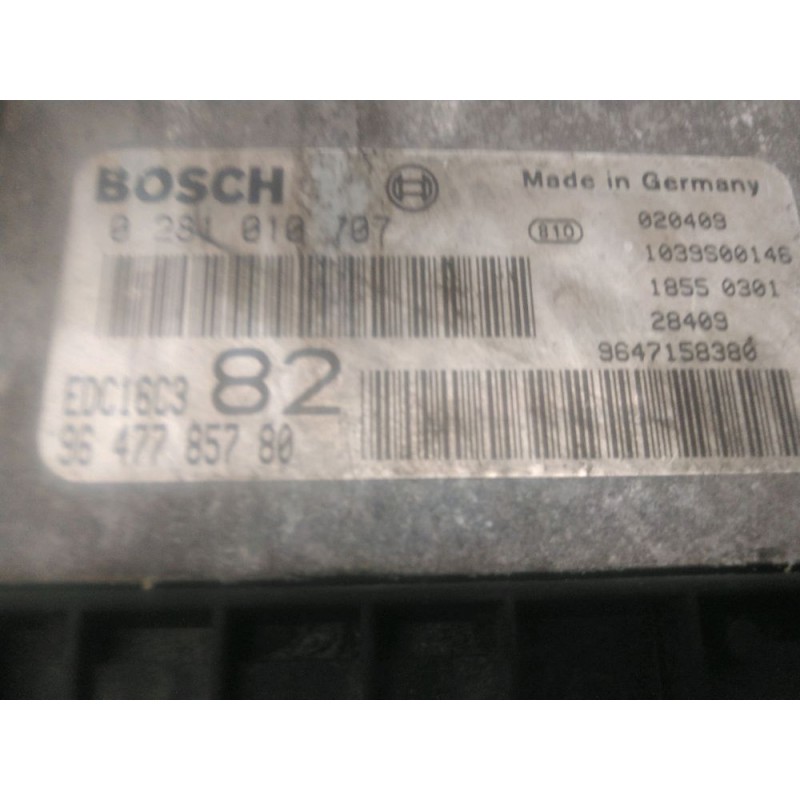 BOSCH Made in Germany
0 281 010 707 810 020409
1039S00146
1855 0301
28409
9647158380
EDC16C3 82
96 477 857 80